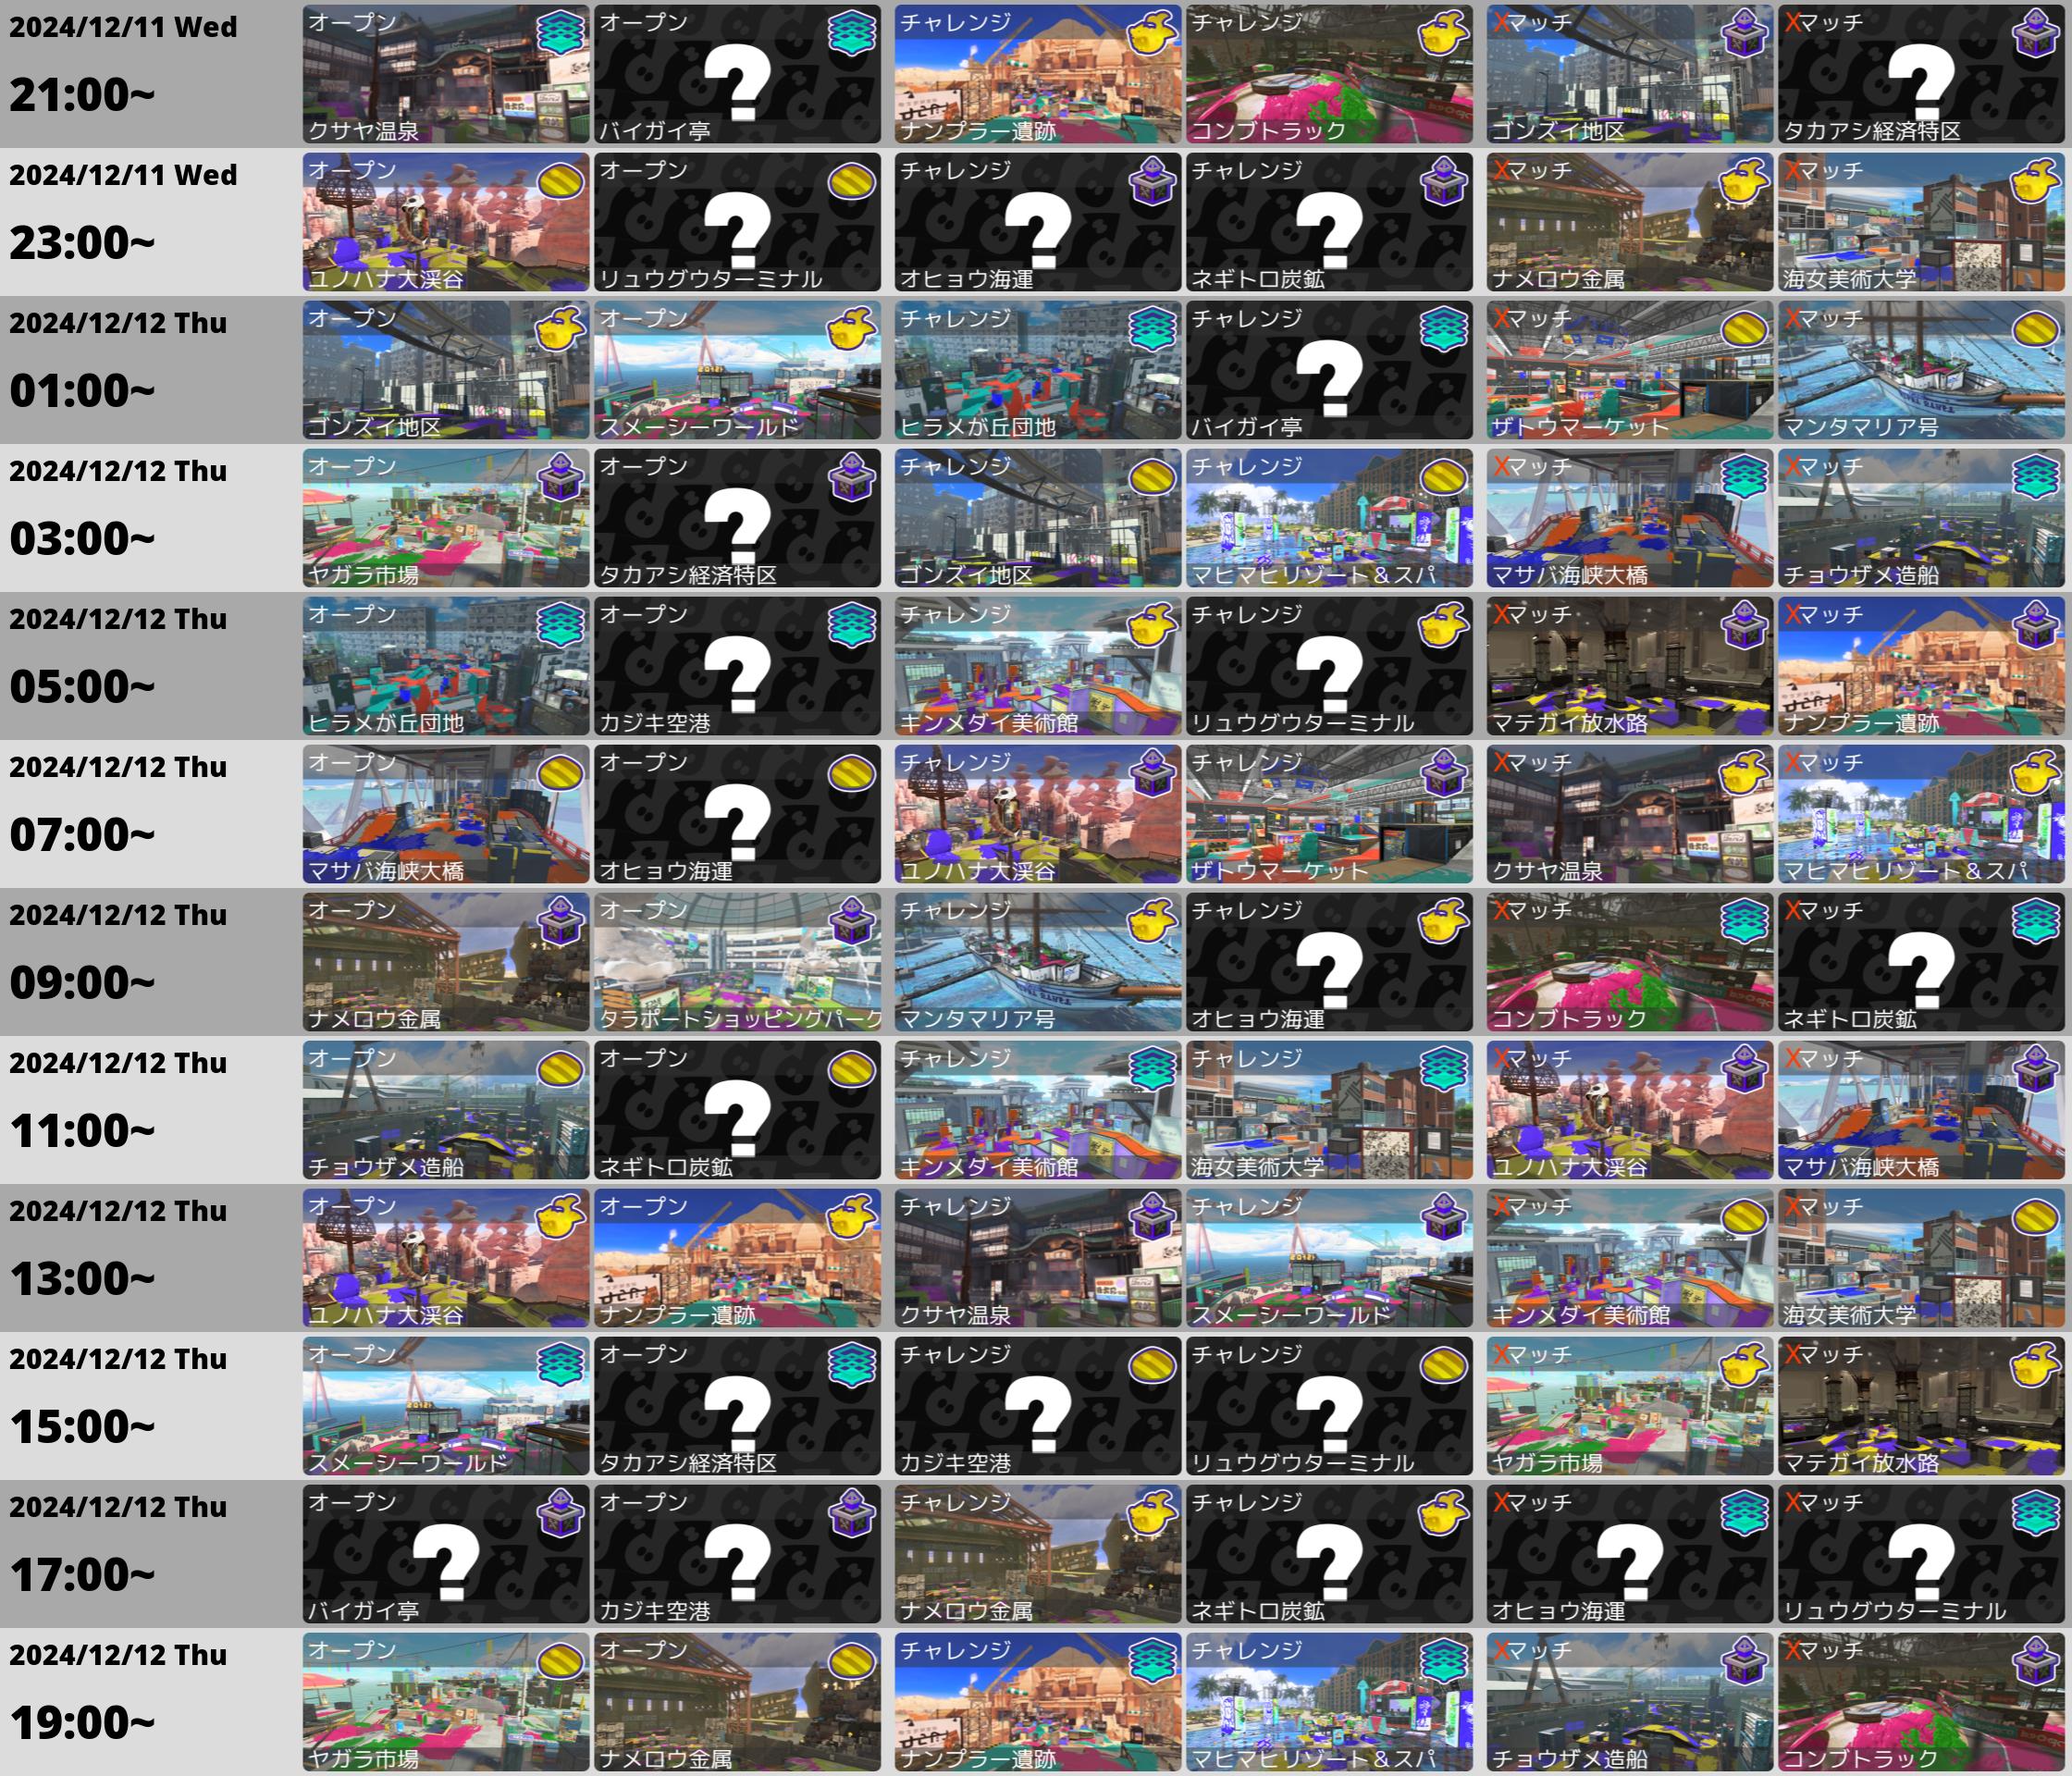 2024/12/11 Wed
21:00~
オープン
クサヤ温泉
オープン
バイガイ亭
チャレンジ
ナンプラー遺跡
チャレンジ
コンブトラック
Xマッチ
ゴンズイ地区
Xマッチ
タカアシ経済特区
2024/12/11 Wed
23:00~
オープン
ユノハナ大渓谷
オープン
リュウグウターミナル
チャレンジ
オヒョウ海運
チャレンジ
ネギトロ炭鉱
Xマッチ
ナメロウ金属
Xマッチ
海女美術大学
2024/12/12 Thu
01:00~
オープン
ゴンズイ地区
オープン
スメーシーワールド
チャレンジ
ヒラメが丘団地
チャレンジ
バイガイ亭
Xマッチ
ザトウマーケット
Xマッチ
マンタマリア号
2024/12/12 Thu
03:00~
オープン
ヤガラ市場
オープン
タカアシ経済特区
チャレンジ
ゴンズイ地区
チャレンジ
マヒマヒリゾート＆スパ
Xマッチ
マサバ海峡大橋
Xマッチ
チョウザメ造船
2024/12/12 Thu
05:00~
オープン
ヒラメが丘団地
オープン
カジキ空港
チャレンジ
キンメダイ美術館
チャレンジ
リュウグウターミナル
Xマッチ
マテガイ放水路
Xマッチ
ナンプラー遺跡
2024/12/12 Thu
07:00~
オープン
マサバ海峡大橋
オープン
オヒョウ海運
チャレンジ
ユノハナ大渓谷
チャレンジ
ザトウマーケット
Xマッチ
クサヤ温泉
Xマッチ
マヒマヒリゾート＆スパ
2024/12/12 Thu
09:00~
オープン
ナメロウ金属
オープン
タラポートショッピングパーク
チャレンジ
マンタマリア号
チャレンジ
オヒョウ海運
Xマッチ
コンブトラック
Xマッチ
ネギトロ炭鉱
2024/12/12 Thu
11:00~
オープン
チョウザメ造船
オープン
ネギトロ炭鉱
チャレンジ
キンメダイ美術館
チャレンジ
海女美術大学
Xマッチ
ユノハナ大渓谷
Xマッチ
マサバ海峡大橋
2024/12/12 Thu
13:00~
オープン
ユノハナ大渓谷
オープン
ナンプラー遺跡
チャレンジ
クサヤ温泉
チャレンジ
スメーシーワールド
Xマッチ
キンメダイ美術館
Xマッチ
海女美術大学
2024/12/12 Thu
15:00~
オープン
スメーシーワールド
オープン
タカアシ経済特区
チャレンジ
カジキ空港
チャレンジ
リュウグウターミナル
Xマッチ
ヤガラ市場
Xマッチ
マテガイ放水路
2024/12/12 Thu
17:00~
オープン
バイガイ亭
オープン
カジキ空港
チャレンジ
ナメロウ金属
チャレンジ
ネギトロ炭鉱
Xマッチ
オヒョウ海運
Xマッチ
リュウグウターミナル
2024/12/12 Thu
19:00~
オープン
ヤガラ市場
オープン
ナメロウ金属
チャレンジ
ナンプラー遺跡
チャレンジ
マヒマヒリゾート＆スパ
Xマッチ
チョウザメ造船
Xマッチ
コンブトラック